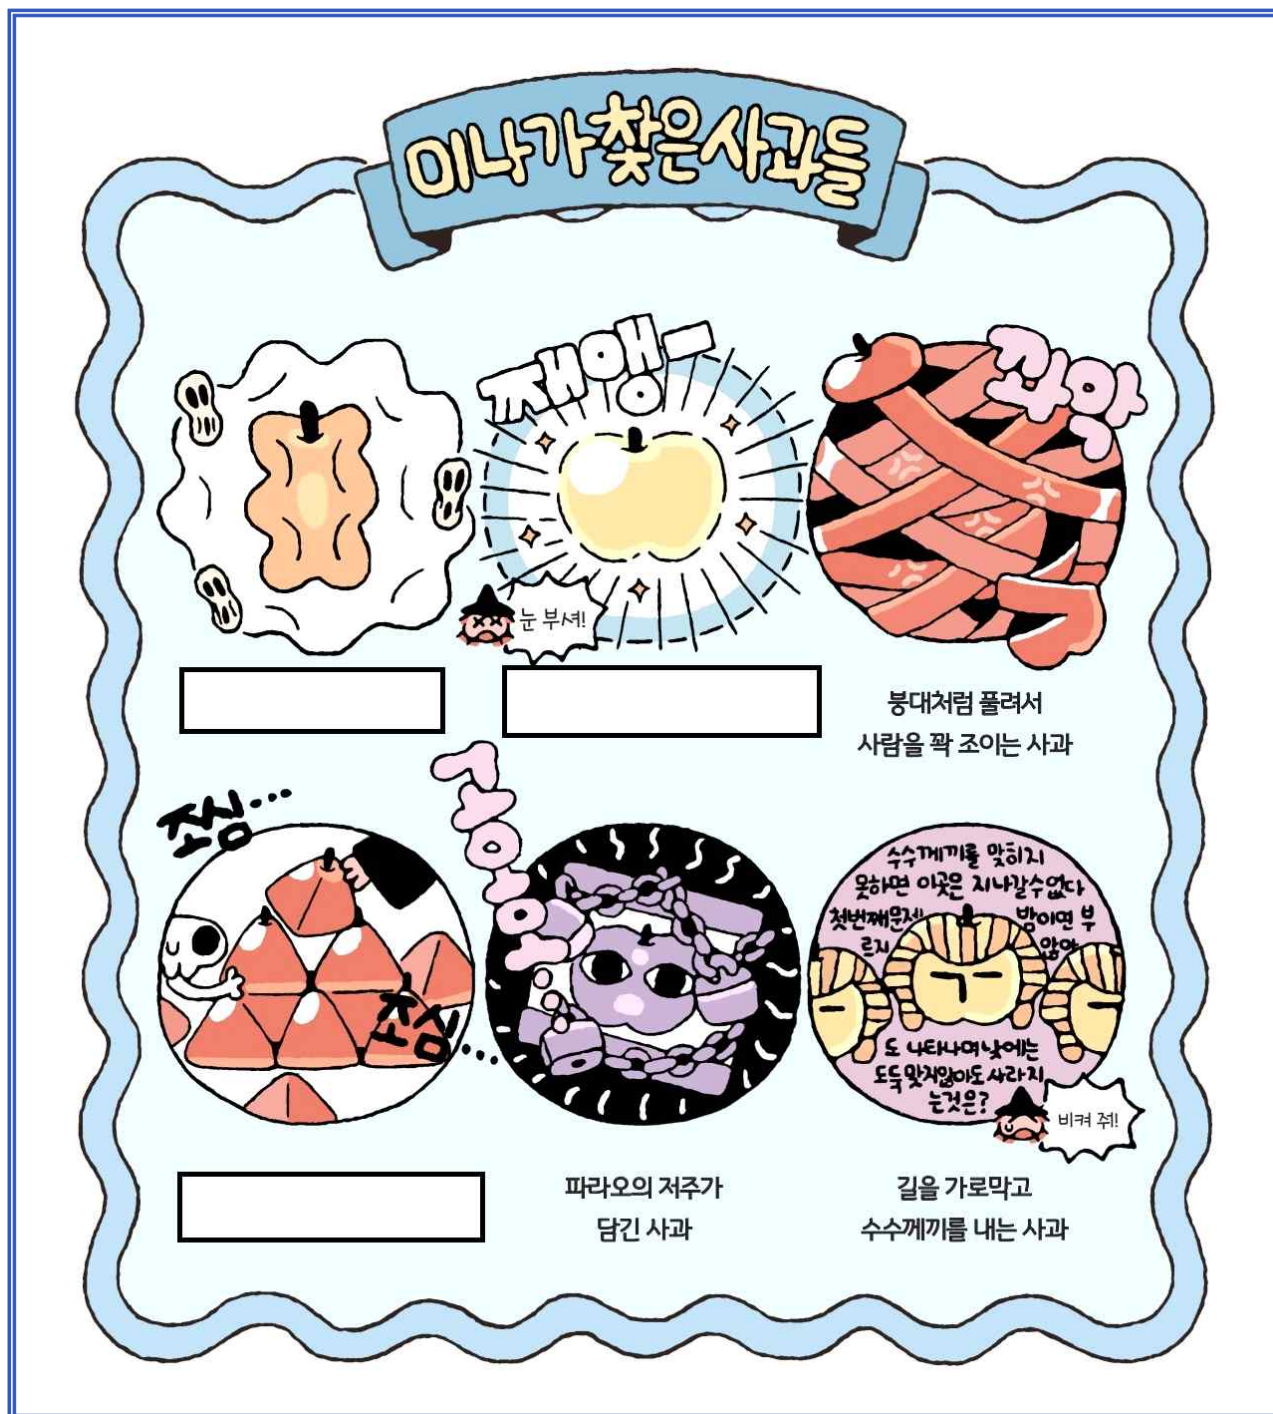 미나가 찾은 사과들
째앵-
꽈악
눈 부셔!
붕대처럼 풀려서
사람을 꽉 조이는 사과
조심...
조심...
수수께끼를 맞히지
못하면 이곳은 지나갈수없다
첫번째문제! 밤이면 부
르지 않아
도 나타나며 낮에는
도둑맞지않아도 사라지
는것은?
비켜 줘!
파라오의 저주가
담긴 사과
길을 가로막고
수수께끼를 내는 사과